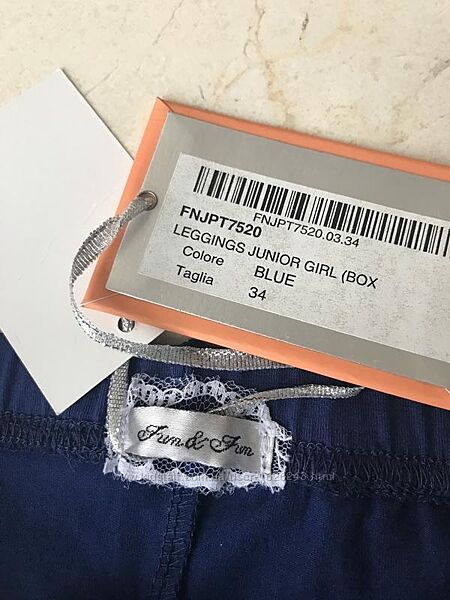 FNJPT7520.03.34
FNJPT7520
LEGGINGS JUNIOR GIRL (BOX
Colore BLUE
Taglia 34
Fun & Fun